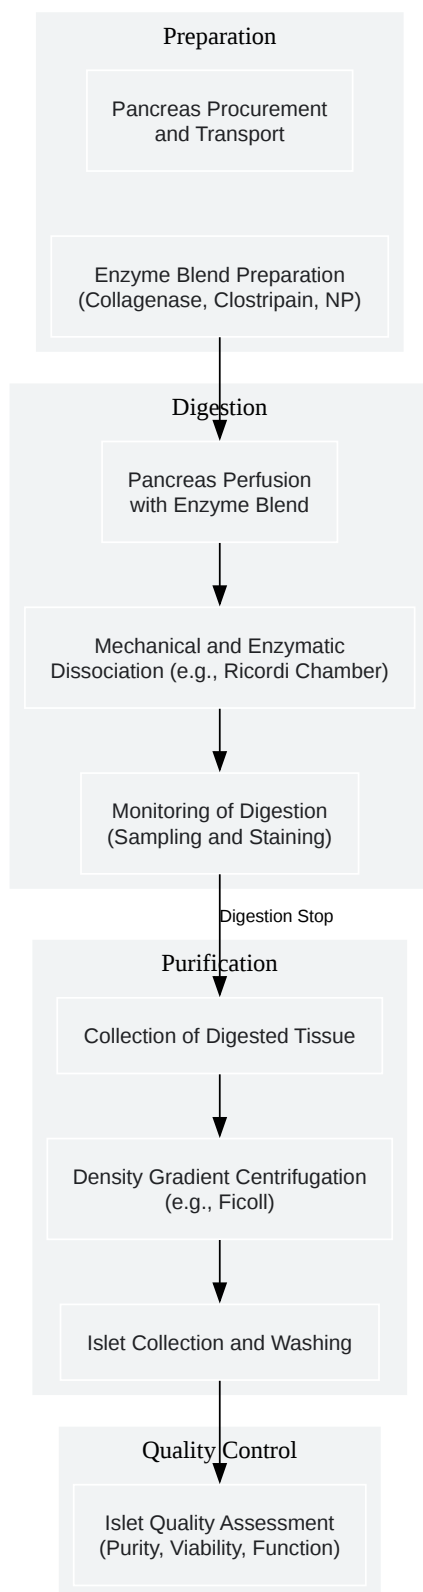 Preparation
Pancreas Procurement
and Transport
Enzyme Blend Preparation
(Collagenase, Clostripain, NP)
Digestion
Pancreas Perfusion
with Enzyme Blend
Mechanical and Enzymatic
Dissociation (e.g., Ricordi Chamber)
Monitoring of Digestion
(Sampling and Staining)
Digestion Stop
Purification
Collection of Digested Tissue
Density Gradient Centrifugation
(e.g., Ficoll)
Islet Collection and Washing
Quality Control
Islet Quality Assessment
(Purity, Viability, Function)